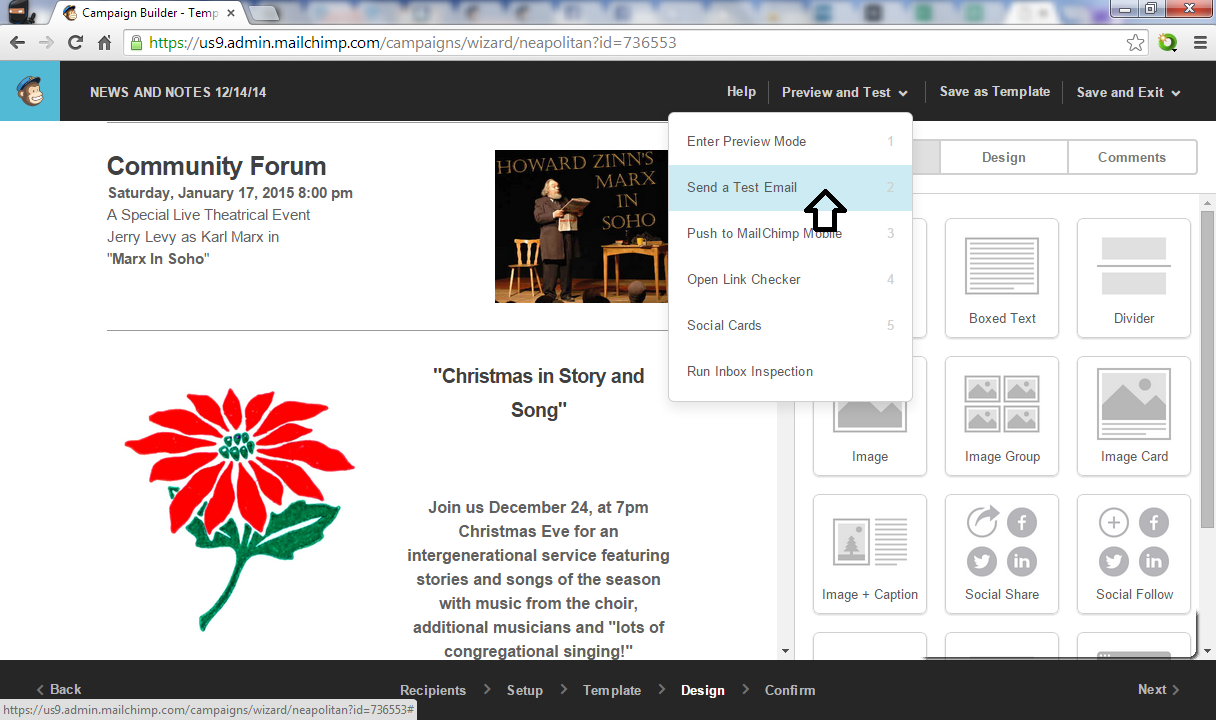 Campaign Builder - Temp
https://us9.admin.mailchimp.com/campaigns/wizard/neapolitan?id=736553
NEWS AND NOTES 12/14/14
Help
Preview and Test
Save as Template
Save and Exit
Enter Preview Mode 1
Send a Test Email 2
Push to MailChimp Mobile 3
Open Link Checker 4
Social Cards 5
Run Inbox Inspection
Design
Comments
Community Forum
Saturday, January 17, 2015 8:00 pm
A Special Live Theatrical Event
Jerry Levy as Karl Marx in
"Marx In Soho"
HOWARD ZINN'S
MARX
IN
SOHO
"Christmas in Story and
Song"
Join us December 24, at 7pm
Christmas Eve for an
intergenerational service featuring
stories and songs of the season
with music from the choir,
additional musicians and "lots of
congregational singing!"
Boxed Text
Divider
Image
Image Group
Image Card
Image + Caption
Social Share
Social Follow
Back
Recipients
Setup
Template
Design
Confirm
Next
https://us9.admin.mailchimp.com/campaigns/wizard/neapolitan?id=736553#